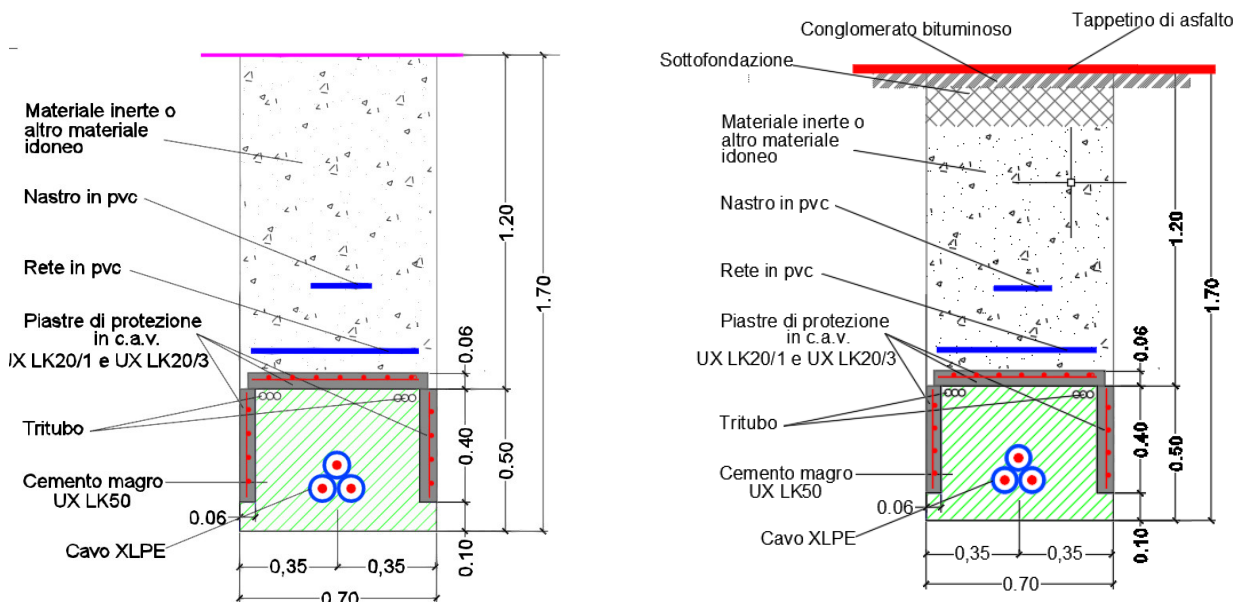 Materiale inerte o
altro materiale
idoneo
Nastro in pvc
Rete in pvc
Piastre di protezione
in c.a.v.
UX LK20/1 e UX LK20/3
Tritubo
Cemento magro
UX LK50
0.06
Cavo XLPE
0,35
0,35
0.70
1.20
1.70
0.06
0.40
0.50
0.10
Tappetino di asfalto
Conglomerato bituminoso
Sottofondazione
Materiale inerte o
altro materiale
idoneo
Nastro in pvc
Rete in pvc
Piastre di protezione
in c.a.v.
UX LK20/1 e UX LK20/3
Tritubo
Cemento magro
UX LK50
0.06
Cavo XLPE
0,35
0,35
0.70
1.20
1.70
0.06
0.40
0.50
0.10